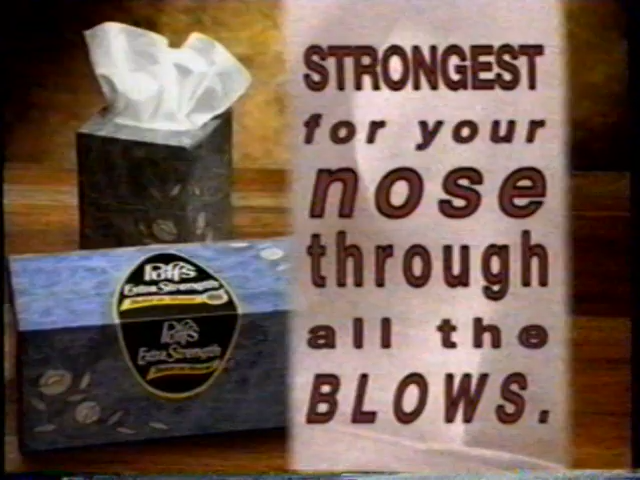 STRONGEST
for your
nose
through
all the
BLOWS.
Puffs
Extra Strength
Puffs
Extra Strength